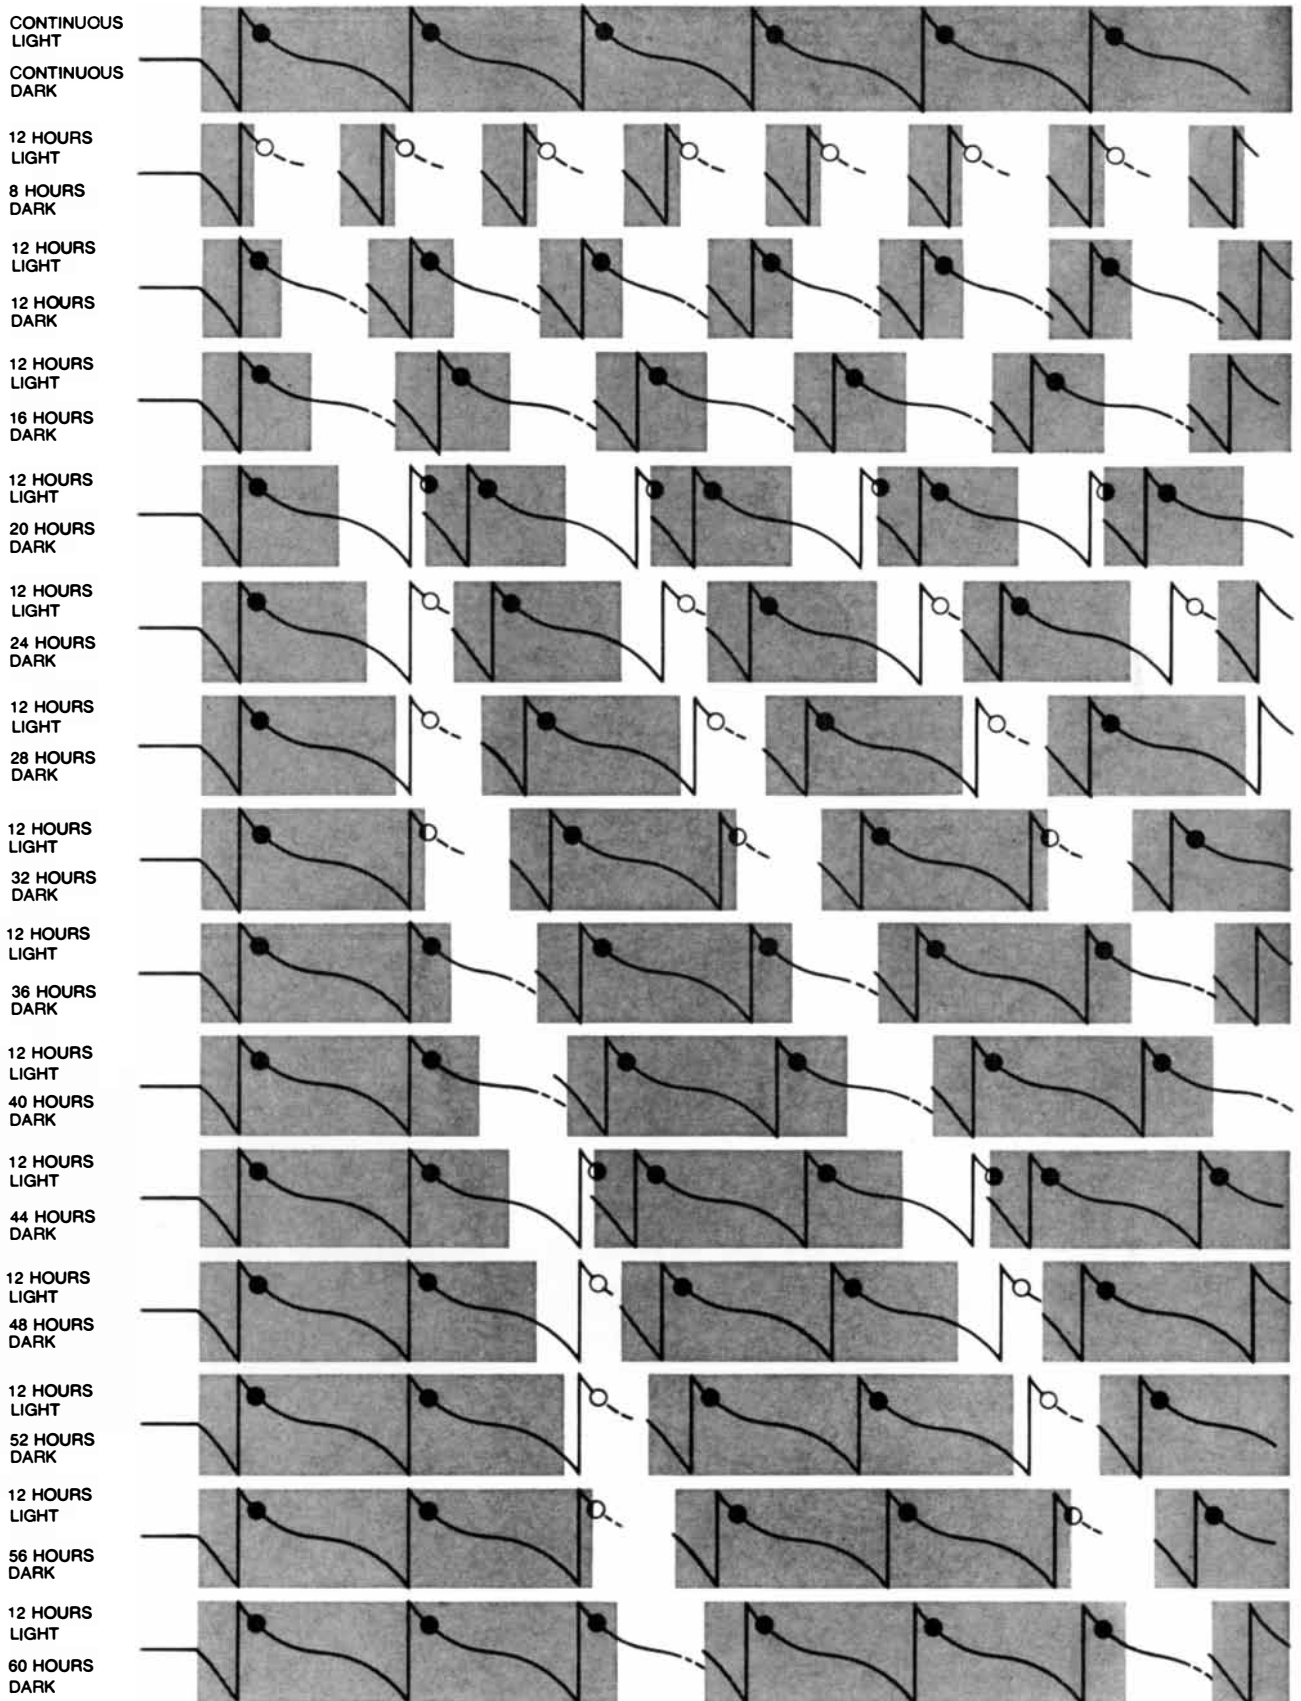 CONTINUOUS
LIGHT
CONTINUOUS
DARK
12 HOURS
LIGHT
8 HOURS
DARK
12 HOURS
LIGHT
12 HOURS
DARK
12 HOURS
LIGHT
16 HOURS
DARK
12 HOURS
LIGHT
20 HOURS
DARK
12 HOURS
LIGHT
24 HOURS
DARK
12 HOURS
LIGHT
28 HOURS
DARK
12 HOURS
LIGHT
32 HOURS
DARK
12 HOURS
LIGHT
36 HOURS
DARK
12 HOURS
LIGHT
40 HOURS
DARK
12 HOURS
LIGHT
44 HOURS
DARK
12 HOURS
LIGHT
48 HOURS
DARK
12 HOURS
LIGHT
52 HOURS
DARK
12 HOURS
LIGHT
56 HOURS
DARK
12 HOURS
LIGHT
60 HOURS
DARK